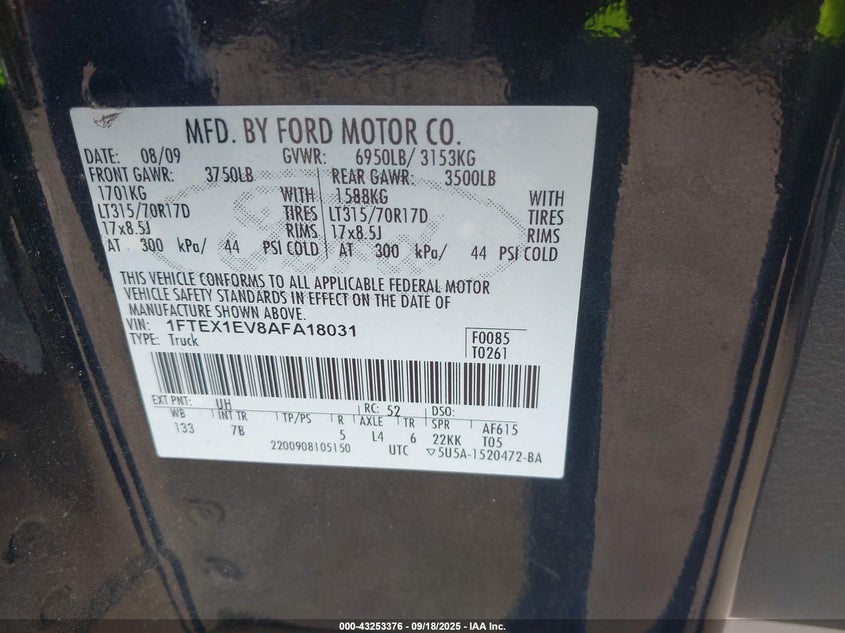 MFD. BY FORD MOTOR CO.
DATE: 08/09 GVWR: 6950LB/ 3153KG
FRONT GAWR: 3750LB REAR GAWR: 3500LB
1701KG WITH 1588KG WITH
LT315/70R17D TIRES LT315/70R17D TIRES
17x8.5J RIMS 17x8.5J RIMS
AT 300 kPa/ 44 PSI COLD AT 300 kPa/ 44 PSI COLD
THIS VEHICLE CONFORMS TO ALL APPLICABLE FEDERAL MOTOR
VEHICLE SAFETY STANDARDS IN EFFECT ON THE DATE OF
MANUFACTURE SHOWN ABOVE.
VIN: 1FTEX1EV8AFA18031 F0085
TYPE: Truck T0261
EXT PNT: UH RC: 52 DSO:
WB INT TR TP/PS R AXLE TR SPR AF615
133 7B 5 L4 6 22KK T05
2200908105150 UTC ▽5U5A-1520472-BA
000-43253376 - 09/18/2025 - IAA Inc.